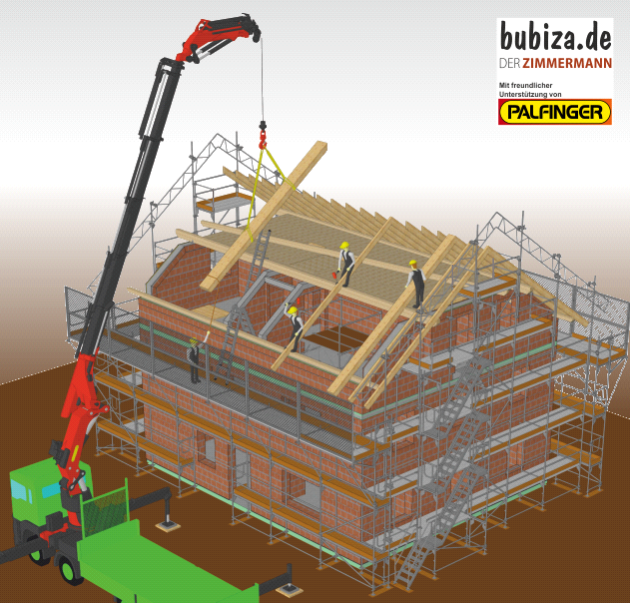 bubiza.de
DER ZIMMERMANN
Mit freundlicher
Unterstützung von
PALFINGER